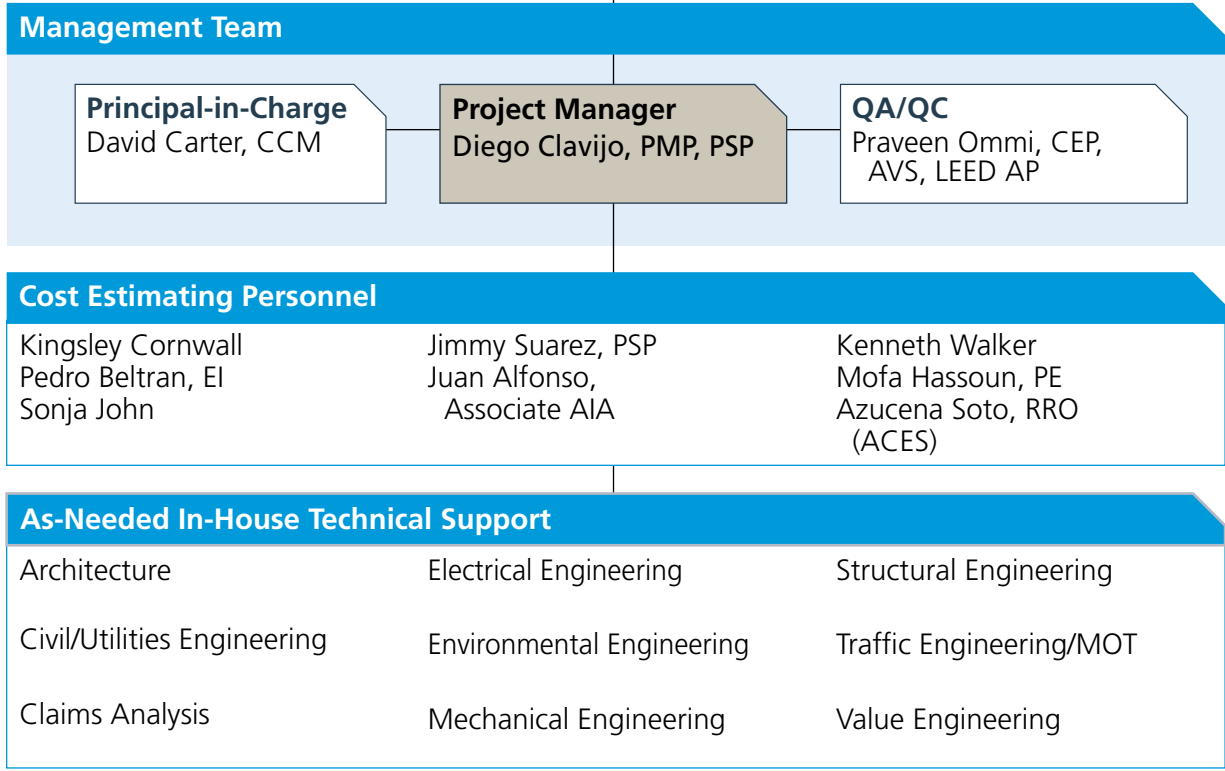 Management Team
Principal-in-Charge
David Carter, CCM
Project Manager
Diego Clavijo, PMP, PSP
QA/QC
Praveen Ommi, CEP,
AVS, LEED AP
Cost Estimating Personnel
Kingsley Cornwall
Pedro Beltran, EI
Sonja John
Jimmy Suarez, PSP
Juan Alfonso,
Associate AIA
Kenneth Walker
Mofa Hassoun, PE
Azucena Soto, RRO
(ACES)
As-Needed In-House Technical Support
Architecture
Civil/Utilities Engineering
Claims Analysis
Electrical Engineering
Environmental Engineering
Mechanical Engineering
Structural Engineering
Traffic Engineering/MOT
Value Engineering